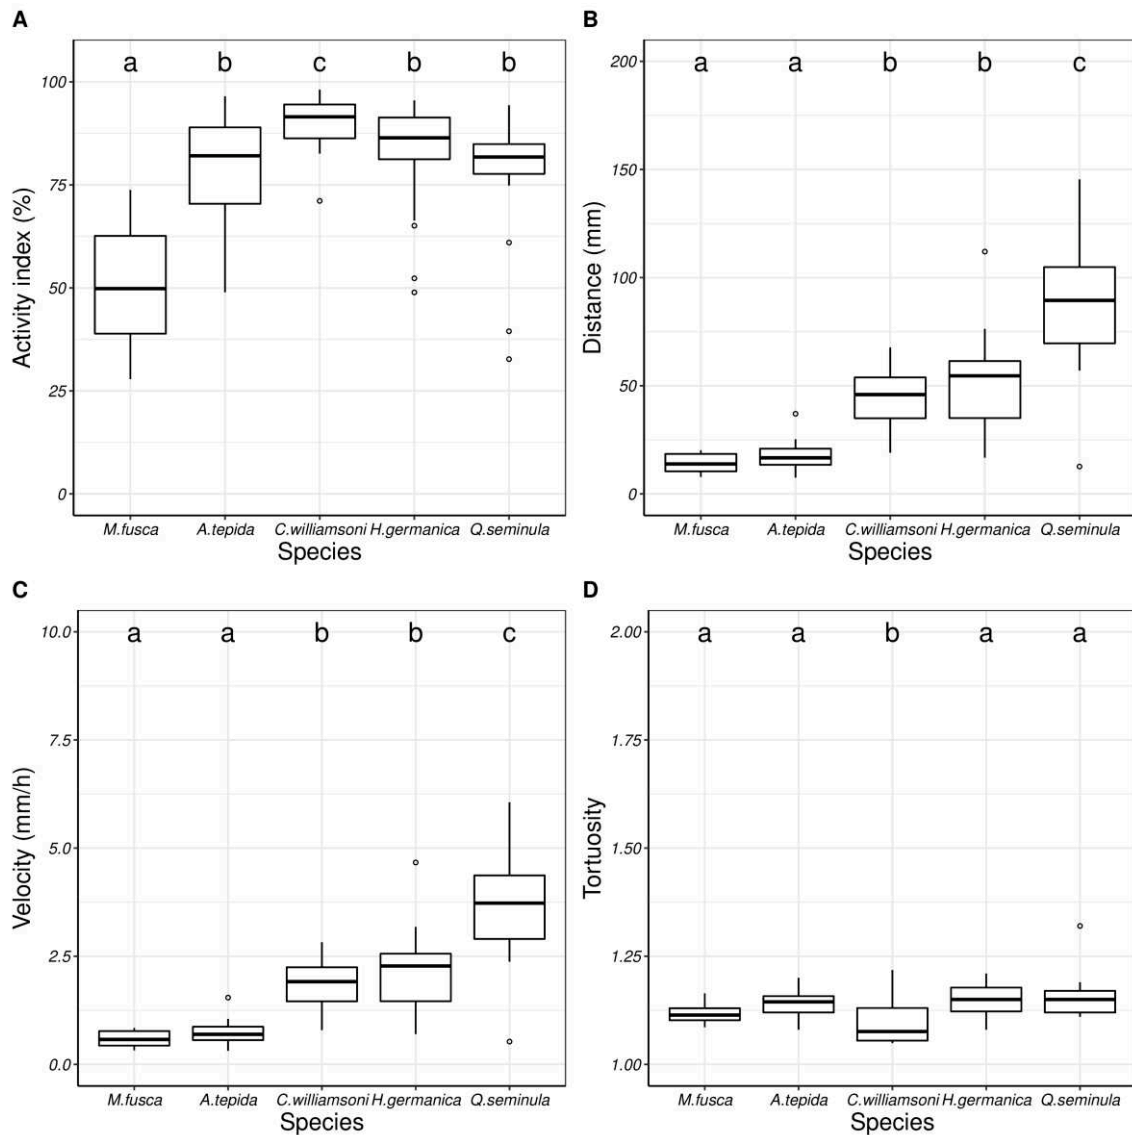 A
a b c b b
100
75
50
25
0
Activity index (%)
M.fusca A.tepida C.williamsoni H.germanica Q.seminula
Species
B
a a b b c
200
150
100
50
0
Distance (mm)
M.fusca A.tepida C.williamsoni H.germanica Q.seminula
Species
C
a a b b c
10.0
7.5
5.0
2.5
0.0
Velocity (mm/h)
M.fusca A.tepida C.williamsoni H.germanica Q.seminula
Species
D
a a b a a
2.00
1.75
1.50
1.25
1.00
Tortuosity
M.fusca A.tepida C.williamsoni H.germanica Q.seminula
Species